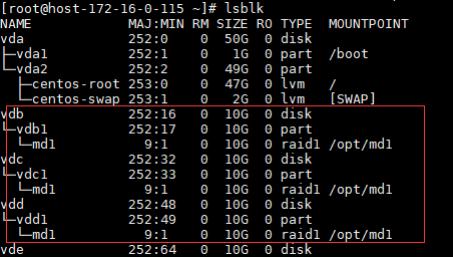 [root@host-172-16-0-115 ~]# lsblk
NAME            MAJ:MIN RM SIZE RO TYPE  MOUNTPOINT
vda             252:0    0  50G  0 disk
├─vda1          252:1    0   1G  0 part  /boot
└─vda2          252:2    0  49G  0 part
  ├─centos-root 253:0    0  47G  0 lvm   /
  └─centos-swap 253:1    0   2G  0 lvm   [SWAP]
vdb             252:16   0  10G  0 disk
└─vdb1          252:17   0  10G  0 part
  └─md1           9:1    0  10G  0 raid1 /opt/md1
vdc             252:32   0  10G  0 disk
└─vdc1          252:33   0  10G  0 part
  └─md1           9:1    0  10G  0 raid1 /opt/md1
vdd             252:48   0  10G  0 disk
└─vdd1          252:49   0  10G  0 part
  └─md1           9:1    0  10G  0 raid1 /opt/md1
vde             252:64   0  10G  0 disk